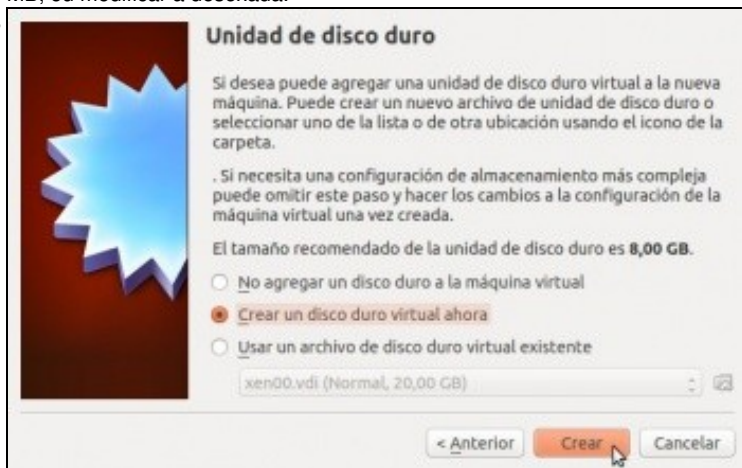 Unidad de disco duro
Si desea puede agregar una unidad de disco duro virtual a la nueva
máquina. Puede crear un nuevo archivo de unidad de disco duro o
seleccionar uno de la lista o de otra ubicación usando el icono de la
carpeta.
. Si necesita una configuración de almacenamiento más compleja
puede omitir este paso y hacer los cambios a la configuración de la
máquina virtual una vez creada.
El tamaño recomendado de la unidad de disco duro es 8,00 GB.
No agregar un disco duro a la máquina virtual
Crear un disco duro virtual ahora
Usar un archivo de disco duro virtual existente
xen00.vdi (Normal, 20,00 GB)
< Anterior Crear Cancelar